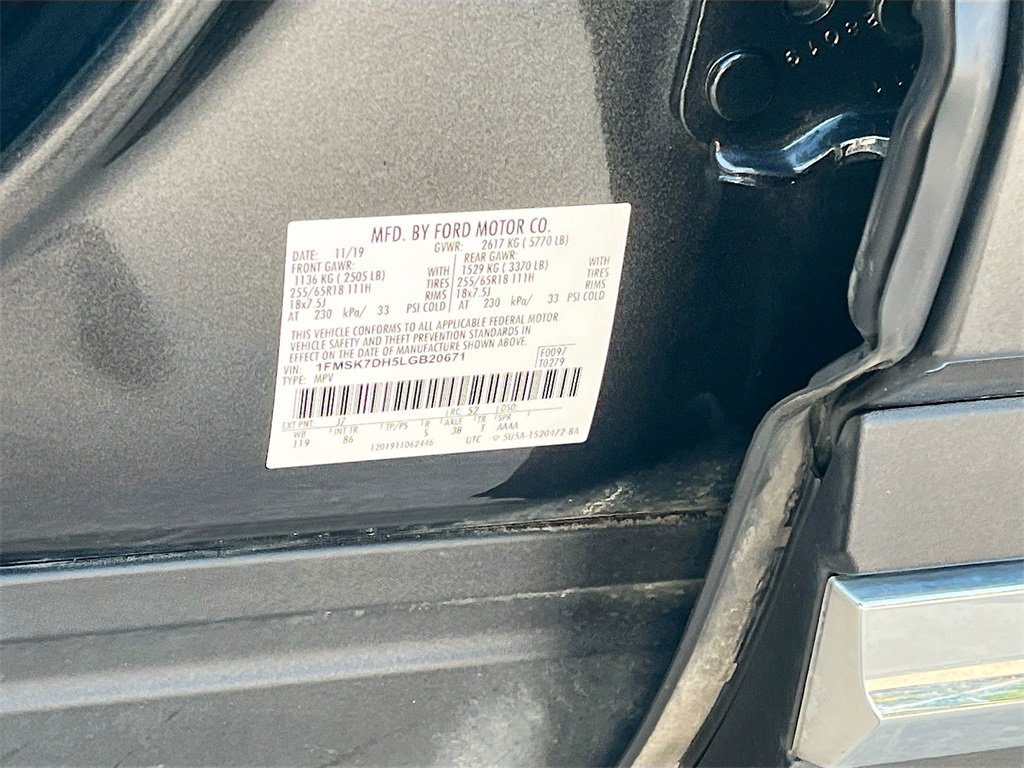 MFD. BY FORD MOTOR CO.
DATE: 11/19 GVWR: 2617 KG ( 5770 LB)
FRONT GAWR: REAR GAWR:
1136 KG ( 2505 LB) WITH 1529 KG ( 3370 LB) WITH
255/65R18 111H TIRES 255/65R18 111H TIRES
18x7.5J RIMS 18x7.5J RIMS
AT 230 kPa/ 33 PSI COLD AT 230 kPa/ 33 PSI COLD
THIS VEHICLE CONFORMS TO ALL APPLICABLE FEDERAL MOTOR
VEHICLE SAFETY AND THEFT PREVENTION STANDARDS IN
EFFECT ON THE DATE OF MANUFACTURE SHOWN ABOVE.
VIN: 1FMSK7DH5LGB20671 F0097
TYPE: MPV T0279
EXT PNT: J7 RC: 52 DSO:
WB INT TR TP/PS R AXLE TR SPR
119 86 5 3B T AAAA
1201911062446 UTC 5U5A-1520472-BA